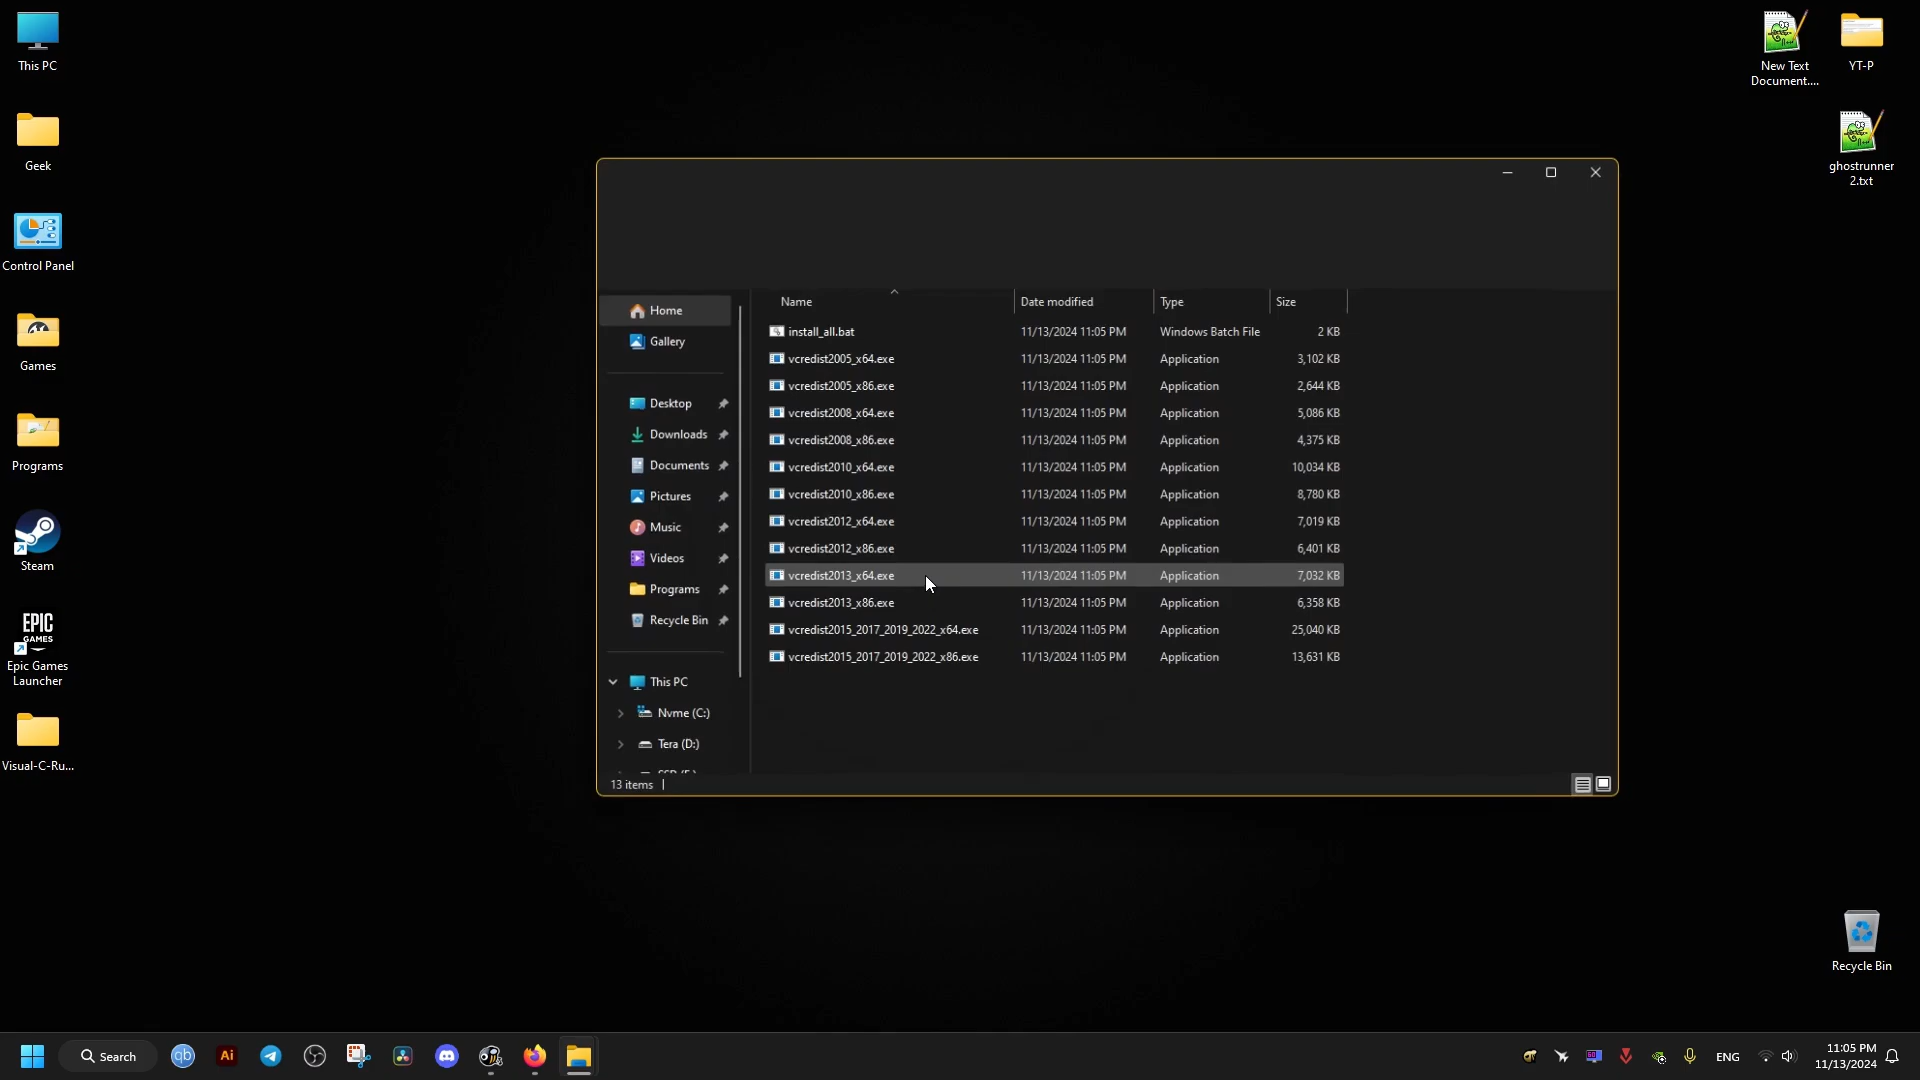 This PC
Geek
Control Panel
Games
Programs
Steam
EPIC
GAMES
Epic Games
Launcher
Visual-C-Ru...
New Text
Document....
YT-P
ghostrunner
2.txt
Home
Gallery
Desktop
Downloads
Documents
Pictures
Music
Videos
Programs
Recycle Bin
This PC
Nvme (C:)
Tera (D:)
Name Date modified Type Size
install_all.bat 11/13/2024 11:05 PM Windows Batch File 2 KB
vcredist2005_x64.exe 11/13/2024 11:05 PM Application 3,102 KB
vcredist2005_x86.exe 11/13/2024 11:05 PM Application 2,644 KB
vcredist2008_x64.exe 11/13/2024 11:05 PM Application 5,086 KB
vcredist2008_x86.exe 11/13/2024 11:05 PM Application 4,375 KB
vcredist2010_x64.exe 11/13/2024 11:05 PM Application 10,034 KB
vcredist2010_x86.exe 11/13/2024 11:05 PM Application 8,780 KB
vcredist2012_x64.exe 11/13/2024 11:05 PM Application 7,019 KB
vcredist2012_x86.exe 11/13/2024 11:05 PM Application 6,401 KB
vcredist2013_x64.exe 11/13/2024 11:05 PM Application 7,032 KB
vcredist2013_x86.exe 11/13/2024 11:05 PM Application 6,358 KB
vcredist2015_2017_2019_2022_x64.exe 11/13/2024 11:05 PM Application 25,040 KB
vcredist2015_2017_2019_2022_x86.exe 11/13/2024 11:05 PM Application 13,631 KB
13 items
Recycle Bin
Search
qb
Ai
ENG
11:05 PM
11/13/2024